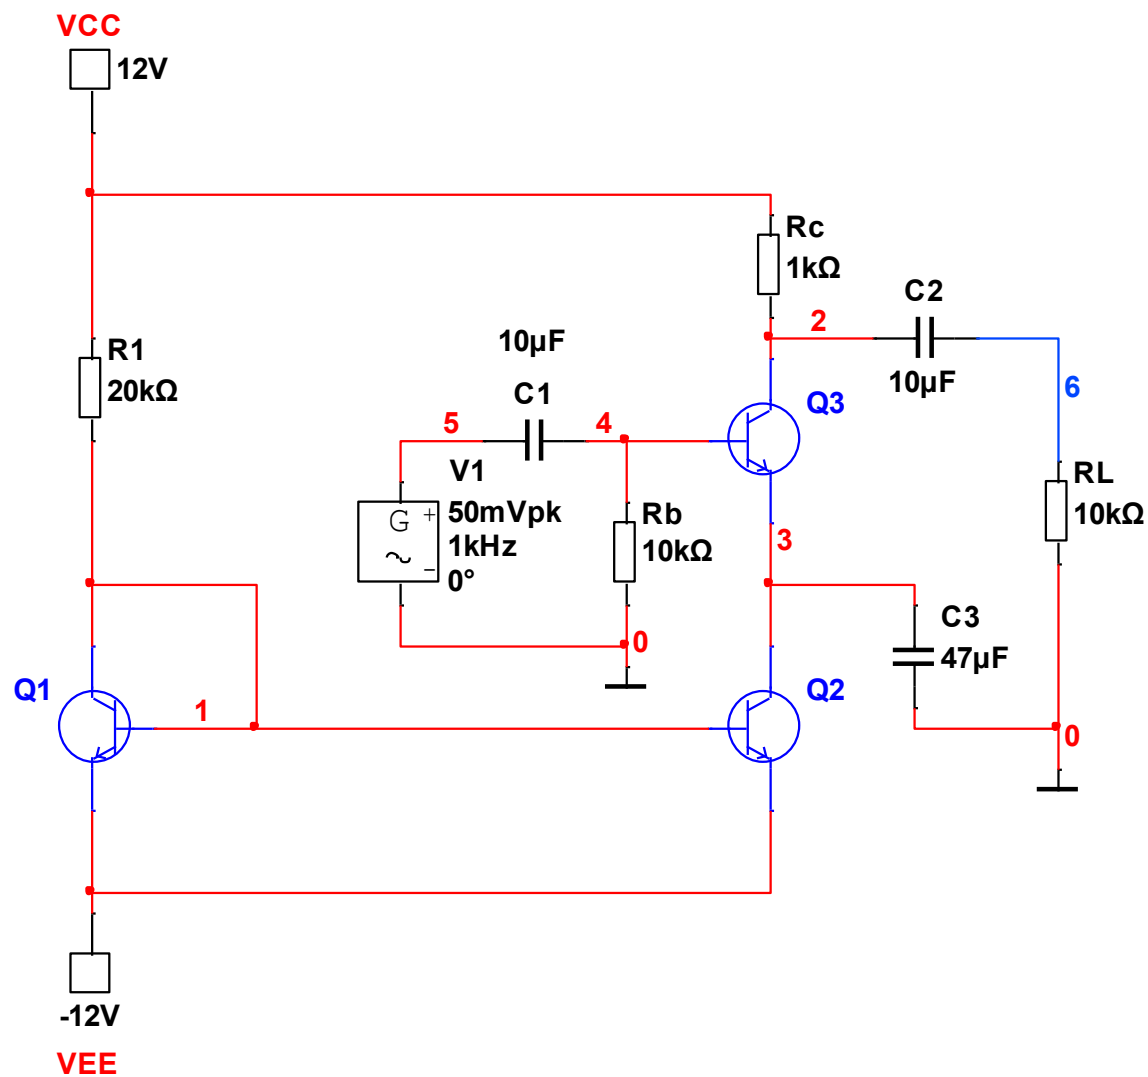 VCC
12V
Rc
1kΩ
C2
2
10µF
10µF
R1
20kΩ
C1
6
Q3
5
4
V1
RL
10kΩ
50mVpk
1kHz
0°
G
+
−
Rb
10kΩ
3
C3
47µF
0
Q1
1
Q2
0
-12V
VEE